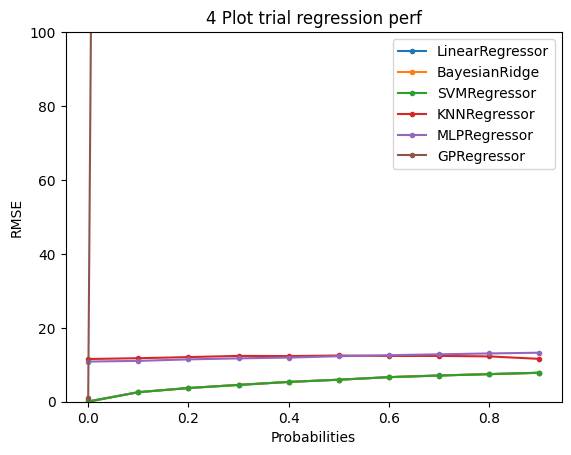 4 Plot trial regression perf
100
80
60
40
20
0
RMSE
LinearRegressor
BayesianRidge
SVMRegressor
KNNRegressor
MLPRegressor
GPRegressor
0.0 0.2 0.4 0.6 0.8
Probabilities